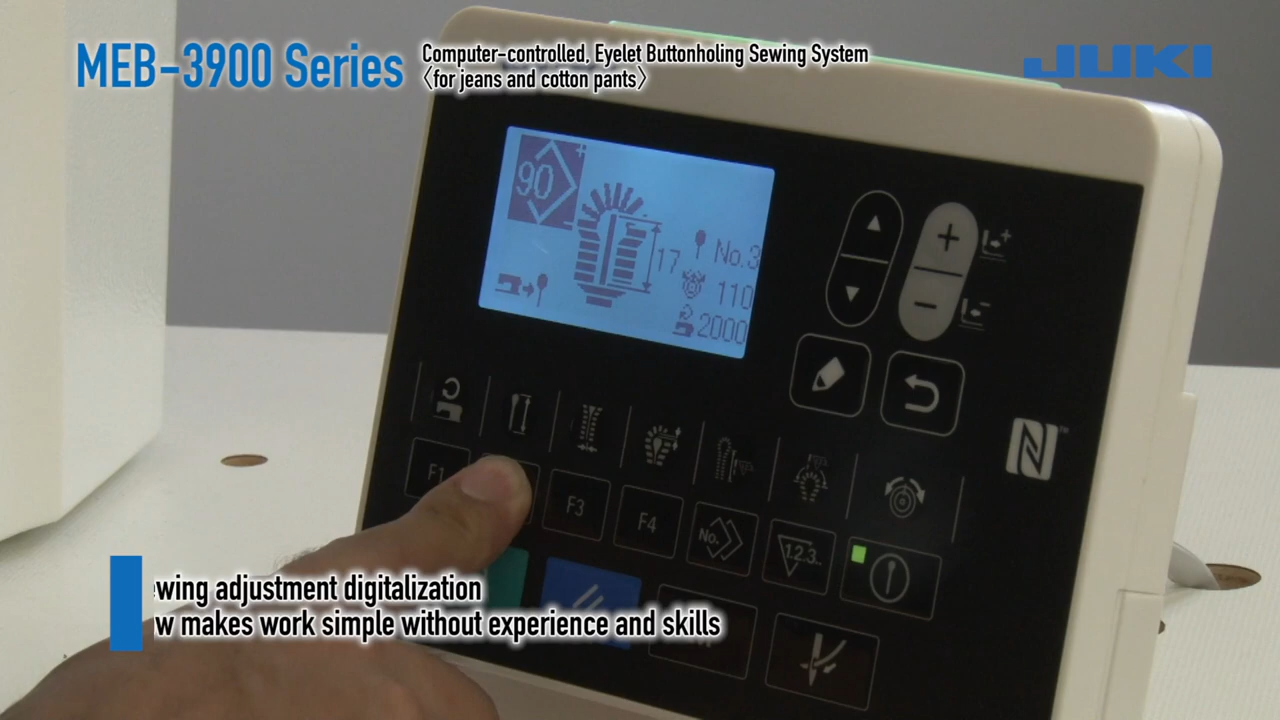 MEB-3900 Series
Computer-controlled, Eyelet Buttonholing Sewing System
〈for jeans and cotton pants〉
JUKI
90
17
No.3
110
2000
F1
F3
F4
No.
1.2.3..
N
wing adjustment digitalization
w makes work simple without experience and skills